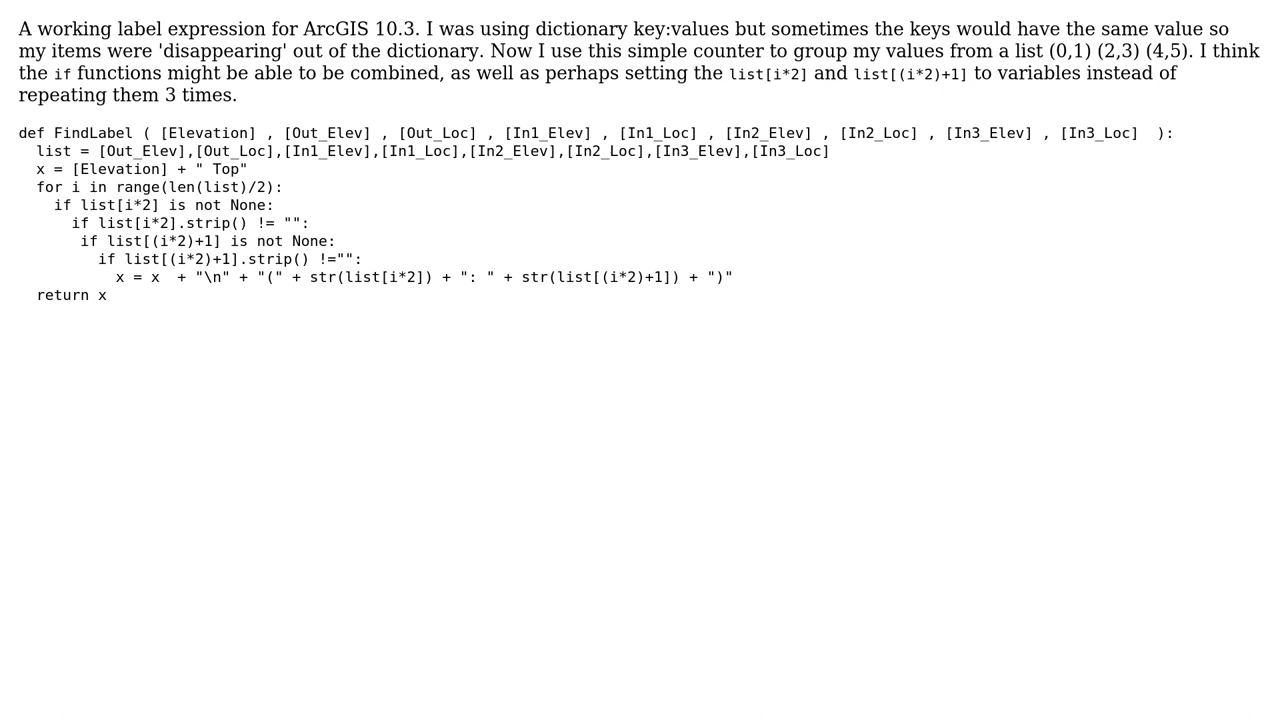 A working label expression for ArcGIS 10.3. I was using dictionary key:values but sometimes the keys would have the same value so
my items were 'disappearing' out of the dictionary. Now I use this simple counter to group my values from a list (0,1) (2,3) (4,5). I think
the if functions might be able to be combined, as well as perhaps setting the list[i*2] and list[(i*2)+1] to variables instead of
repeating them 3 times.
def FindLabel ( [Elevation] , [Out_Elev] , [Out_Loc] , [In1_Elev] , [In1_Loc] , [In2_Elev] , [In2_Loc] , [In3_Elev] , [In3_Loc]  ):
  list = [Out_Elev],[Out_Loc],[In1_Elev],[In1_Loc],[In2_Elev],[In2_Loc],[In3_Elev],[In3_Loc]
  x = [Elevation] + " Top"
  for i in range(len(list)/2):
    if list[i*2] is not None:
      if list[i*2].strip() != "":
       if list[(i*2)+1] is not None:
         if list[(i*2)+1].strip() !="":
           x = x  + "\n" + "(" + str(list[i*2]) + ": " + str(list[(i*2)+1]) + ")"
  return x